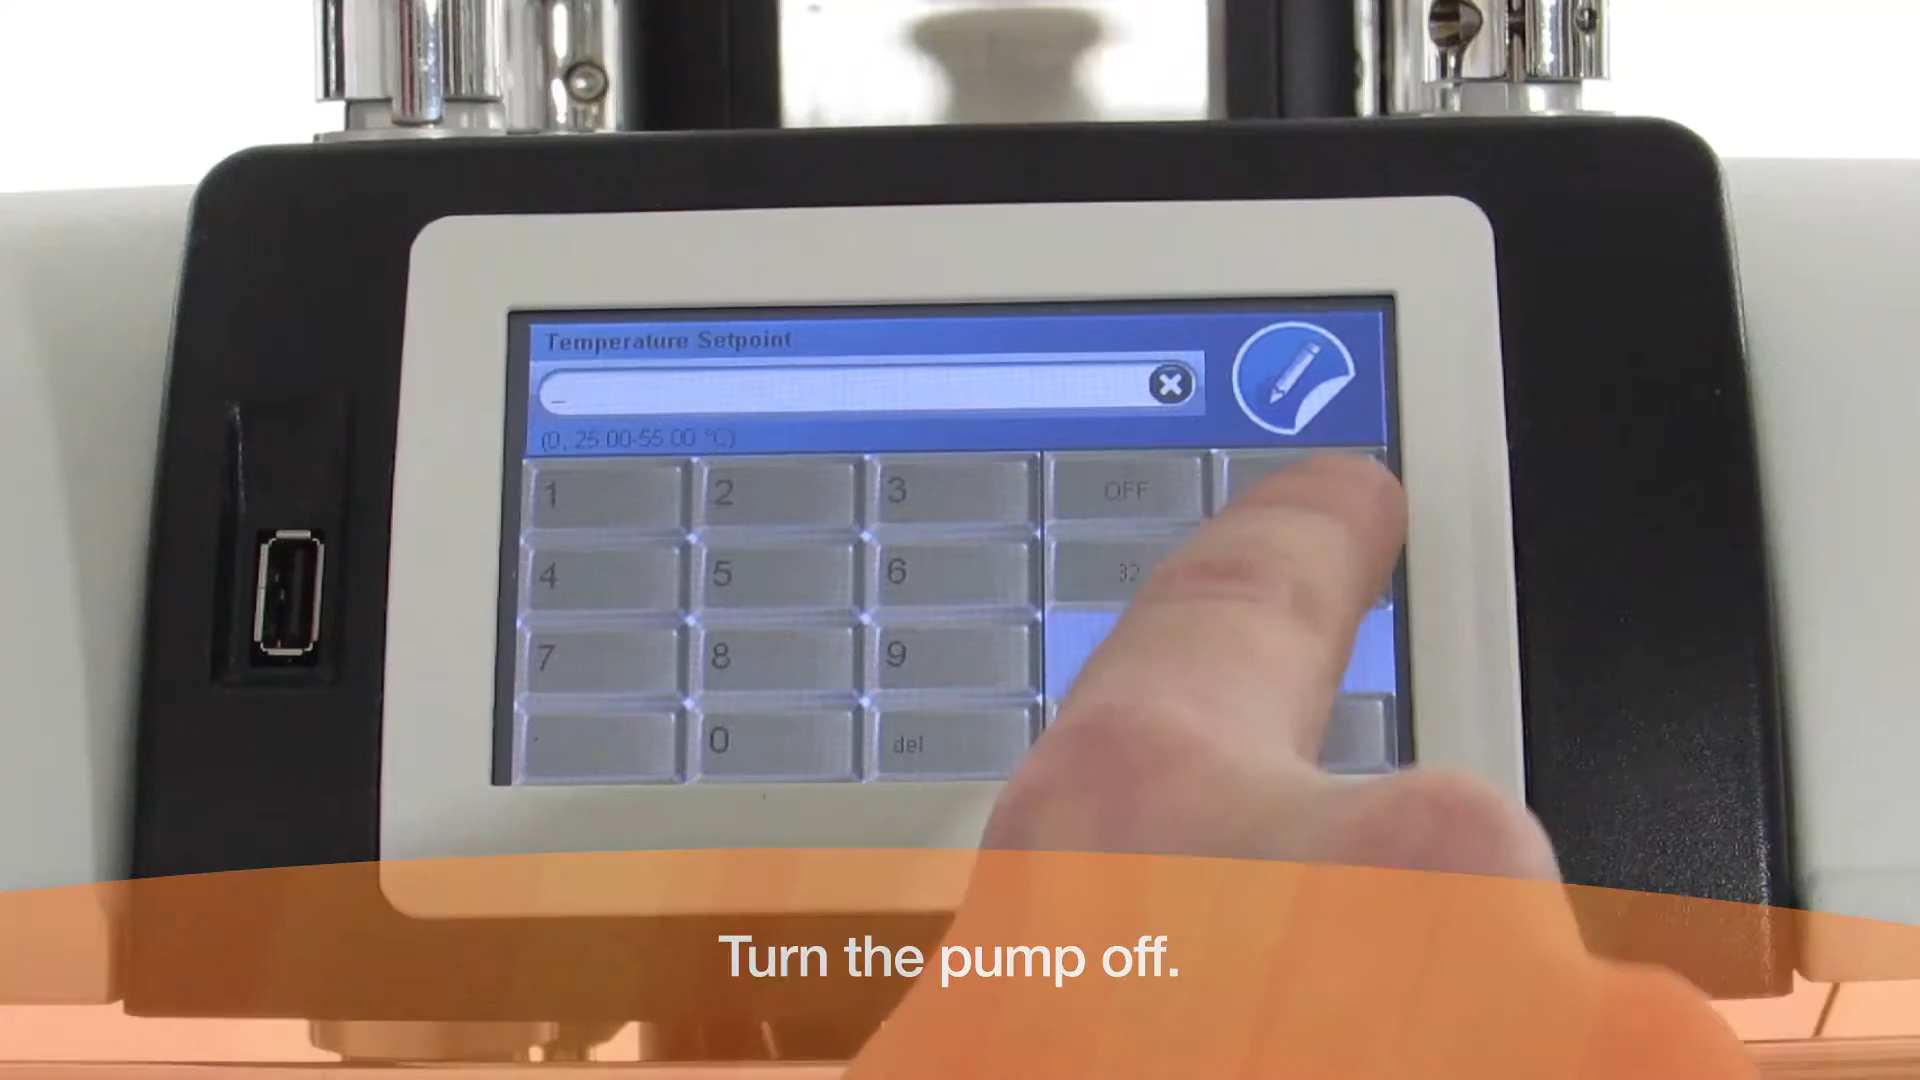 Temperature Setpoint
_
(0, 25.00-55.00 °C)
1 2 3 OFF
4 5 6 32
7 8 9
. 0 del
Turn the pump off.